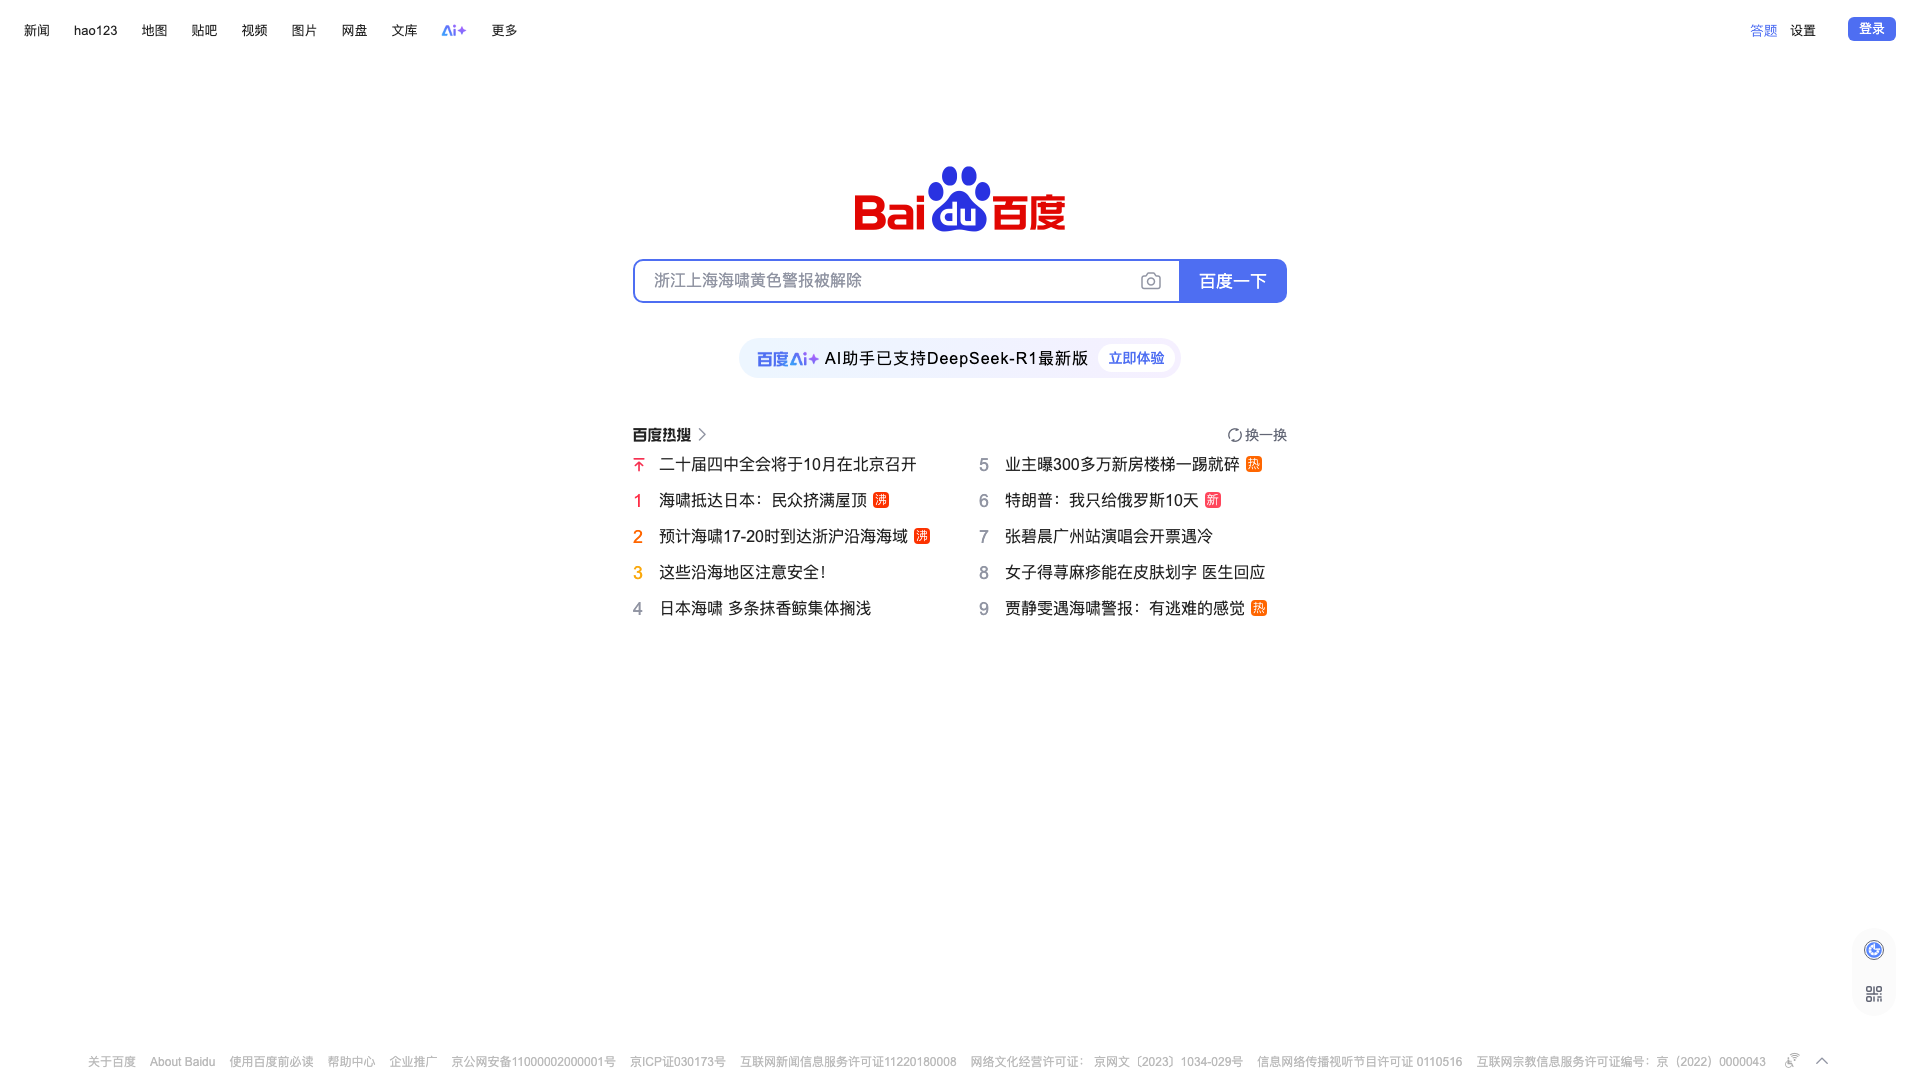 新闻 hao123 地图 贴吧 视频 图片 网盘 文库 Ai+ 更多 答题 设置 登录
Bai du 百度
浙江上海海啸黄色警报被解除 百度一下
百度Ai+ AI助手已支持DeepSeek-R1最新版 立即体验
百度热搜 换一换
二十届四中全会将于10月在北京召开
1 海啸抵达日本：民众挤满屋顶 沸
2 预计海啸17-20时到达浙沪沿海海域 沸
3 这些沿海地区注意安全！
4 日本海啸 多条抹香鲸集体搁浅
5 业主曝300多万新房楼梯一踢就碎 热
6 特朗普：我只给俄罗斯10天 新
7 张碧晨广州站演唱会开票遇冷
8 女子得荨麻疹能在皮肤划字 医生回应
9 贾静雯遇海啸警报：有逃难的感觉 热
关于百度 About Baidu 使用百度前必读 帮助中心 企业推广 京公网安备11000002000001号 京ICP证030173号 互联网新闻信息服务许可证11220180008 网络文化经营许可证： 京网文〔2023〕1034-029号 信息网络传播视听节目许可证 0110516 互联网宗教信息服务许可证编号：京（2022）0000043